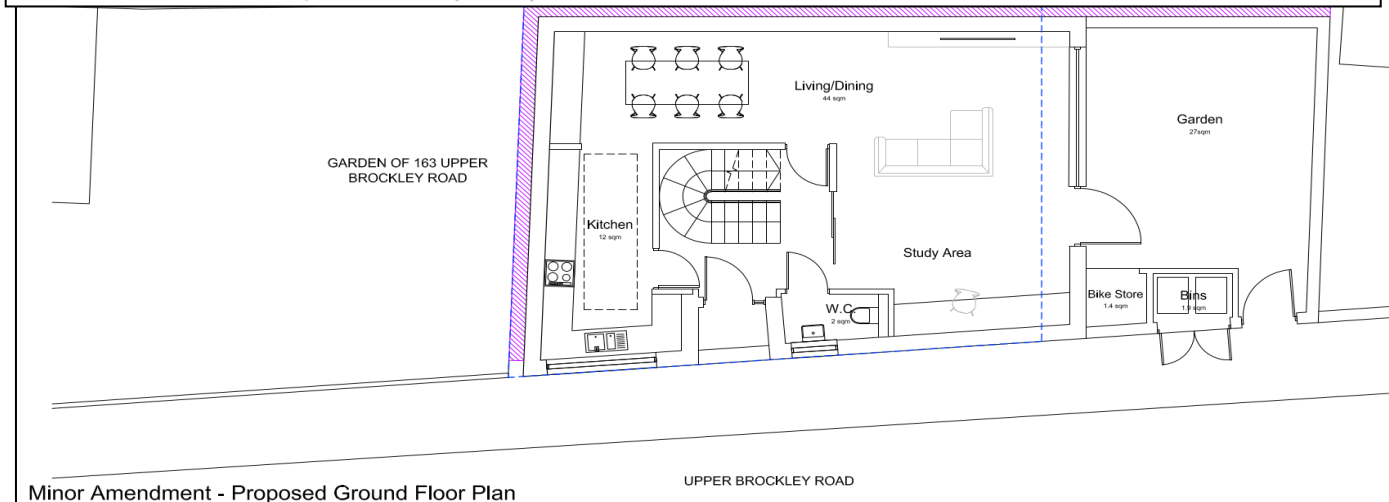 Living/Dining
44 sqm
Garden
27sqm
GARDEN OF 163 UPPER
BROCKLEY ROAD
Kitchen
12 sqm
Study Area
Bike Store
1.4 sqm
Bins
W.C.
2 sqm
UPPER BROCKLEY ROAD
Minor Amendment - Proposed Ground Floor Plan